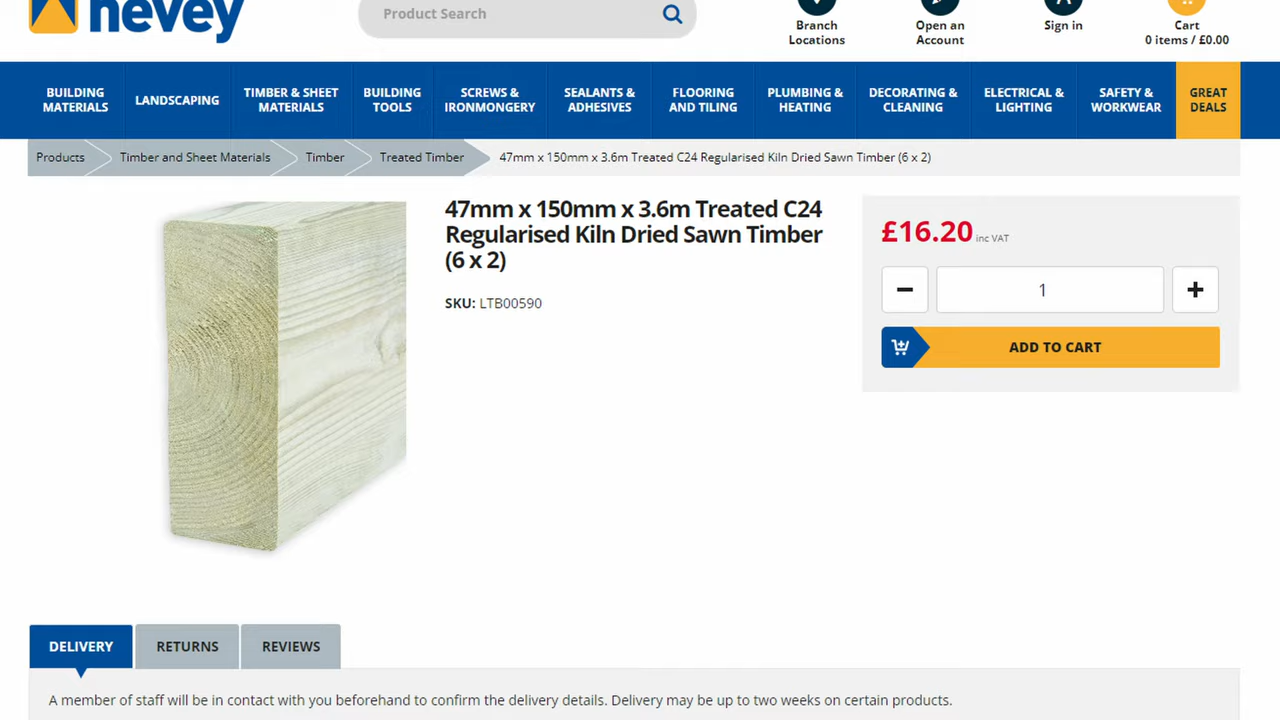 nevey
Product Search
Branch
Locations
Open an
Account
Sign in
Cart
0 items / £0.00
BUILDING
MATERIALS
LANDSCAPING
TIMBER & SHEET
MATERIALS
BUILDING
TOOLS
SCREWS &
IRONMONGERY
SEALANTS &
ADHESIVES
FLOORING
AND TILING
PLUMBING &
HEATING
DECORATING &
CLEANING
ELECTRICAL &
LIGHTING
SAFETY &
WORKWEAR
GREAT
DEALS
Products
Timber and Sheet Materials
Timber
Treated Timber
47mm x 150mm x 3.6m Treated C24 Regularised Kiln Dried Sawn Timber (6 x 2)
47mm x 150mm x 3.6m Treated C24
Regularised Kiln Dried Sawn Timber
(6 x 2)
SKU: LTB00590
£16.20 inc VAT
1
ADD TO CART
DELIVERY
RETURNS
REVIEWS
A member of staff will be in contact with you beforehand to confirm the delivery details. Delivery may be up to two weeks on certain products.